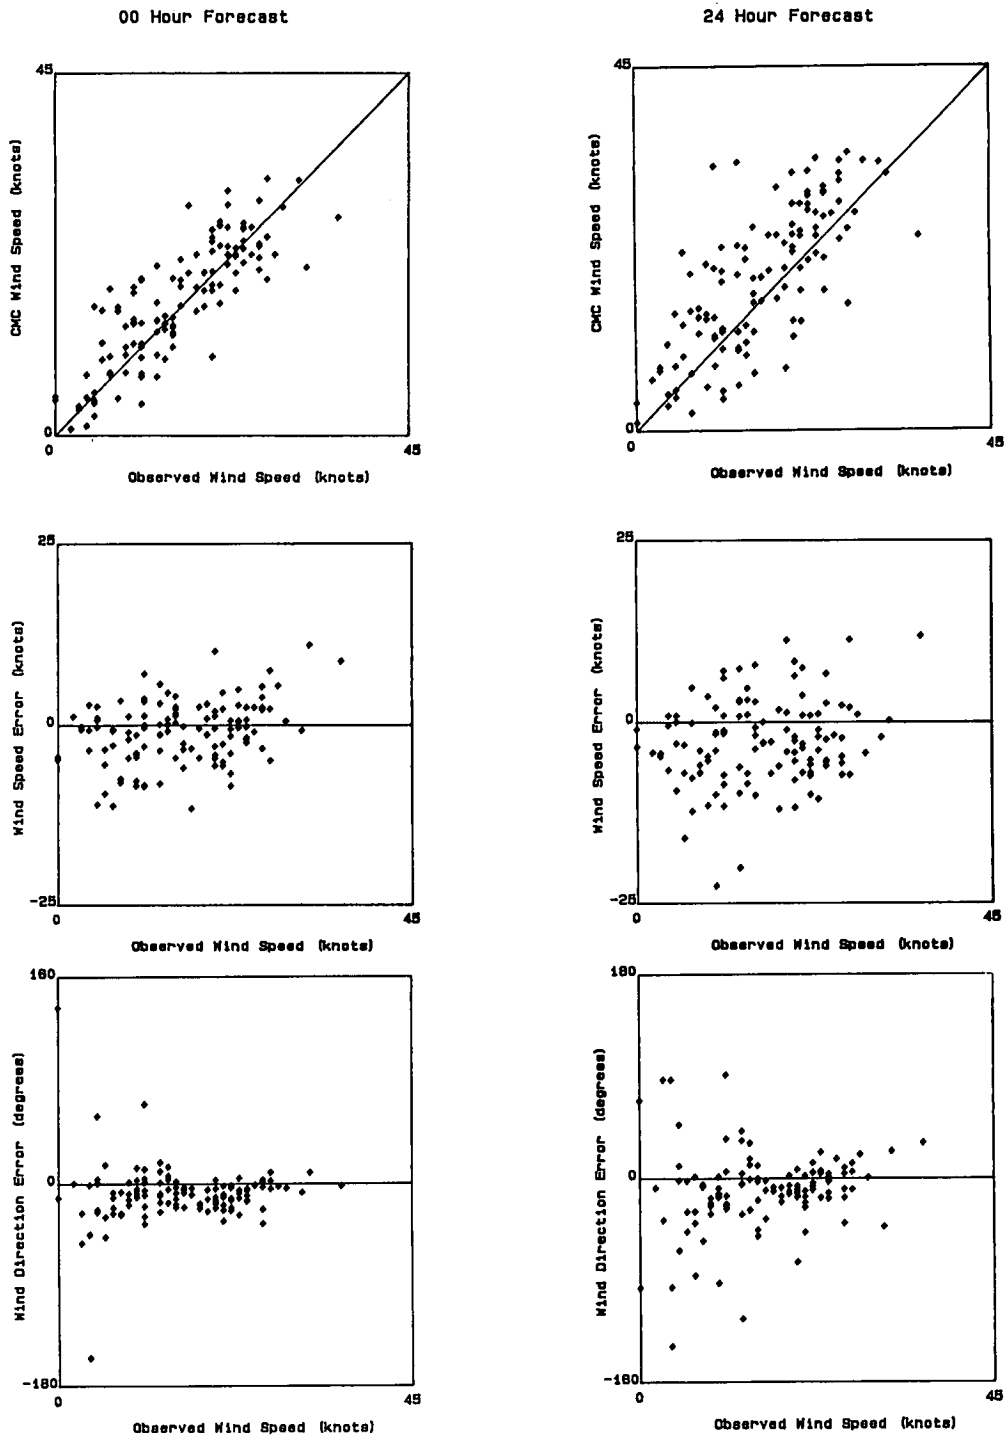 00 Hour Forecast
24 Hour Forecast
45
CMC Wind Speed (knots)
0
0
45
Observed Wind Speed (knots)
45
CMC Wind Speed (knots)
0
0
45
Observed Wind Speed (knots)
25
Wind Speed Error (knots)
0
-25
0
45
Observed Wind Speed (knots)
25
Wind Speed Error (knots)
0
-25
0
45
Observed Wind Speed (knots)
180
Wind Direction Error (degrees)
0
-180
0
45
Observed Wind Speed (knots)
180
Wind Direction Error (degrees)
0
-180
0
45
Observed Wind Speed (knots)